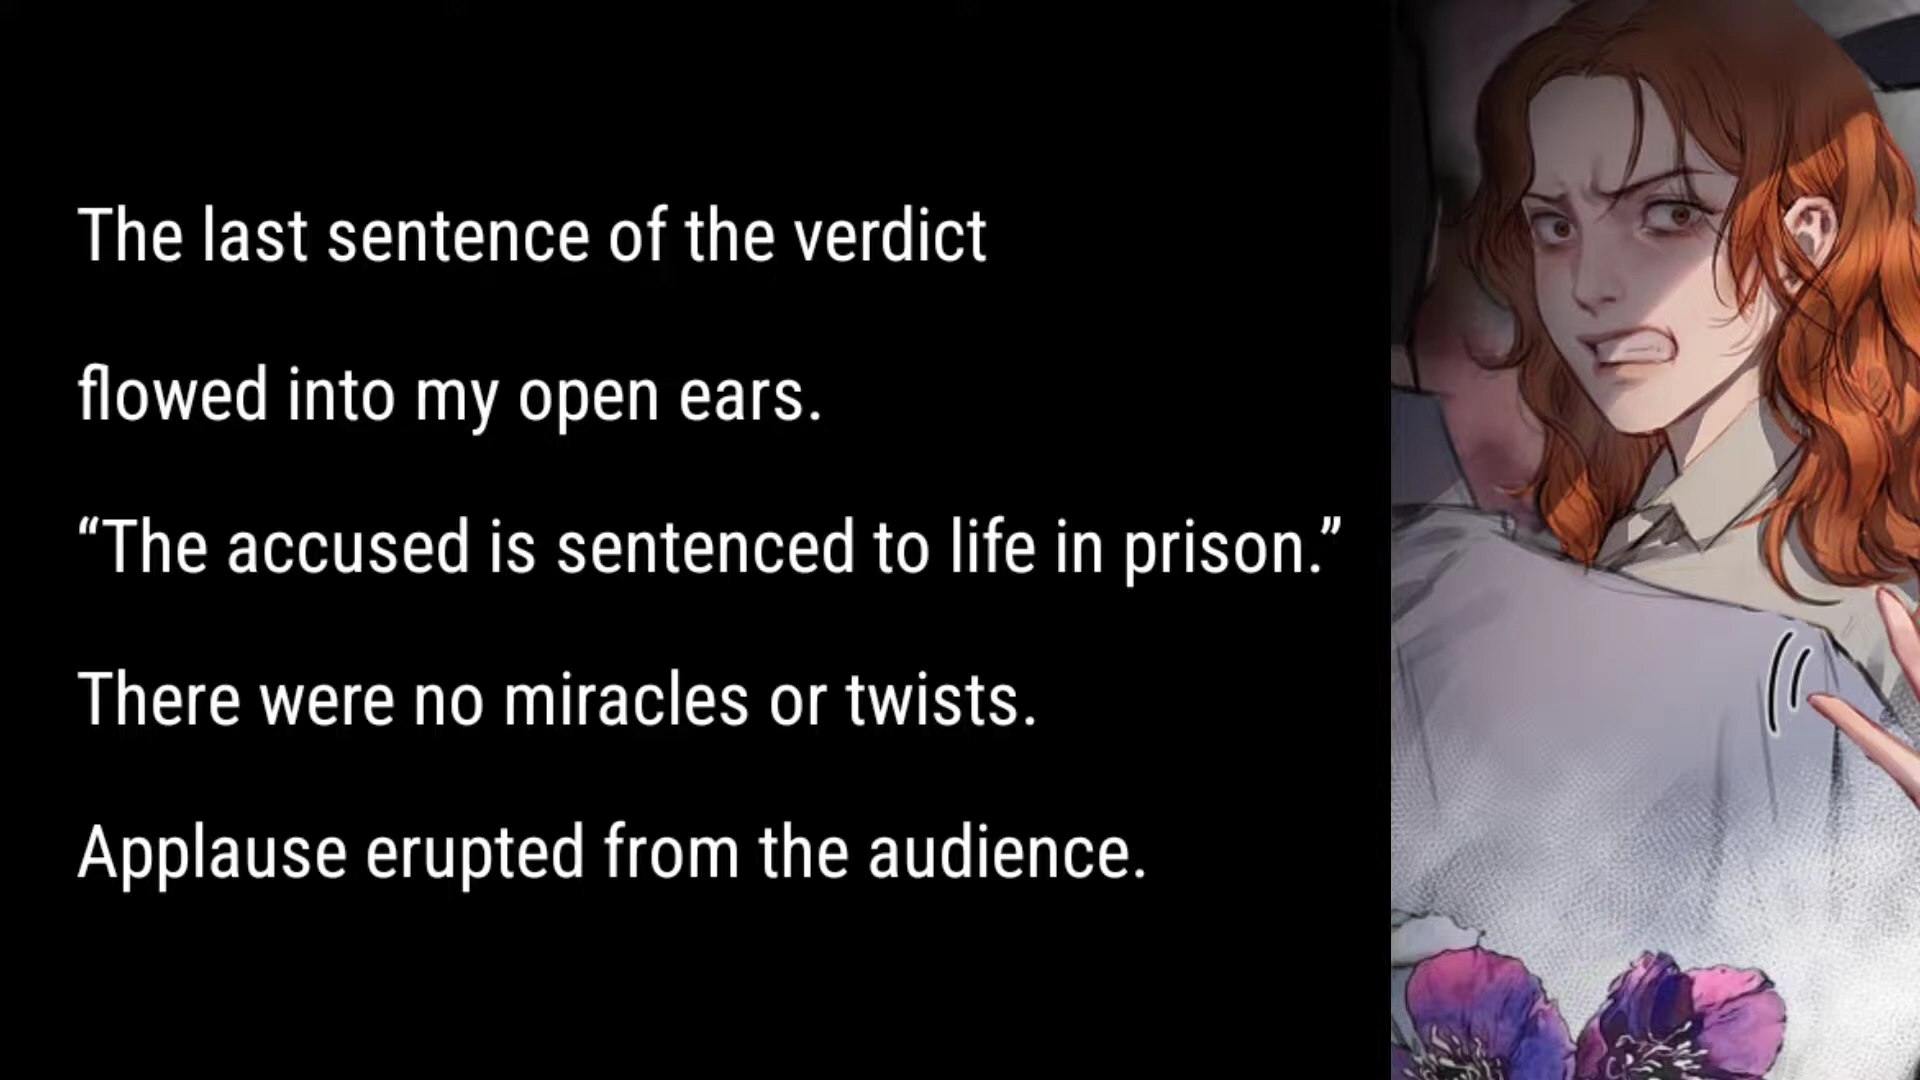 The last sentence of the verdict
flowed into my open ears.
“The accused is sentenced to life in prison.”
There were no miracles or twists.
Applause erupted from the audience.